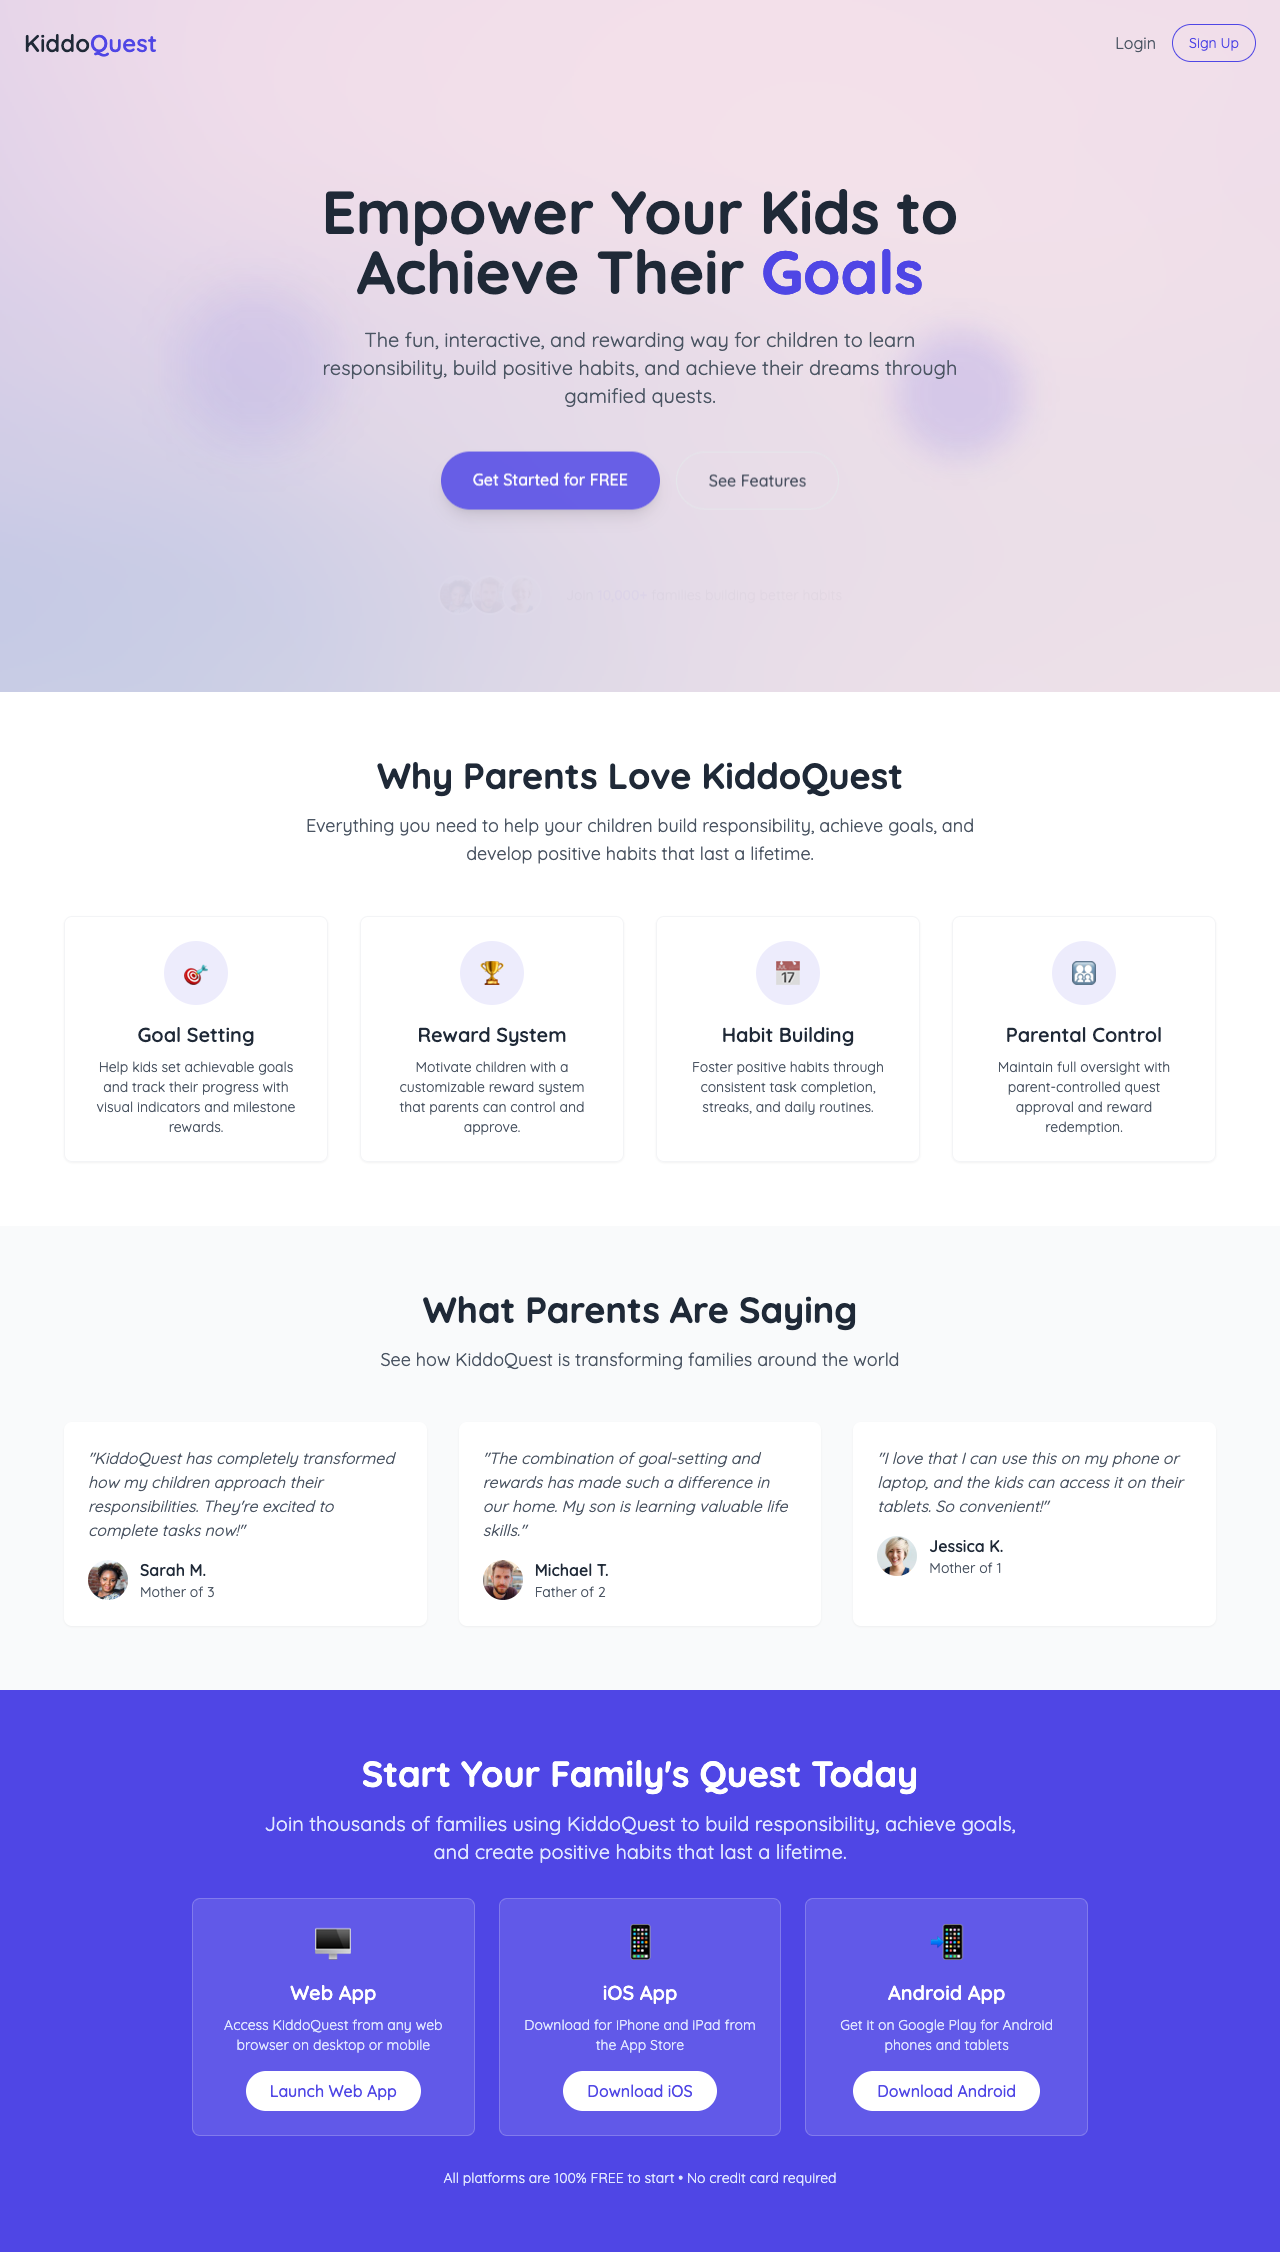 KiddoQuest
Login
Sign Up
Empower Your Kids to
Achieve Their Goals
The fun, interactive, and rewarding way for children to learn
responsibility, build positive habits, and achieve their dreams through
gamified quests.
Get Started for FREE
See Features
Join 10,000+ families building better habits
Why Parents Love KiddoQuest
Everything you need to help your children build responsibility, achieve goals, and
develop positive habits that last a lifetime.
17
Goal Setting
Help kids set achievable goals
and track their progress with
visual indicators and milestone
rewards.
Reward System
Motivate children with a
customizable reward system
that parents can control and
approve.
Habit Building
Foster positive habits through
consistent task completion,
streaks, and daily routines.
Parental Control
Maintain full oversight with
parent-controlled quest
approval and reward
redemption.
What Parents Are Saying
See how KiddoQuest is transforming families around the world
"KiddoQuest has completely transformed
how my children approach their
responsibilities. They're excited to
complete tasks now!"
Sarah M.
Mother of 3
"The combination of goal-setting and
rewards has made such a difference in
our home. My son is learning valuable life
skills."
Michael T.
Father of 2
"I love that I can use this on my phone or
laptop, and the kids can access it on their
tablets. So convenient!"
Jessica K.
Mother of 1
Start Your Family's Quest Today
Join thousands of families using KiddoQuest to build responsibility, achieve goals,
and create positive habits that last a lifetime.
Web App
Access KiddoQuest from any web
browser on desktop or mobile
Launch Web App
iOS App
Download for iPhone and iPad from
the App Store
Download iOS
Android App
Get it on Google Play for Android
phones and tablets
Download Android
All platforms are 100% FREE to start • No credit card required